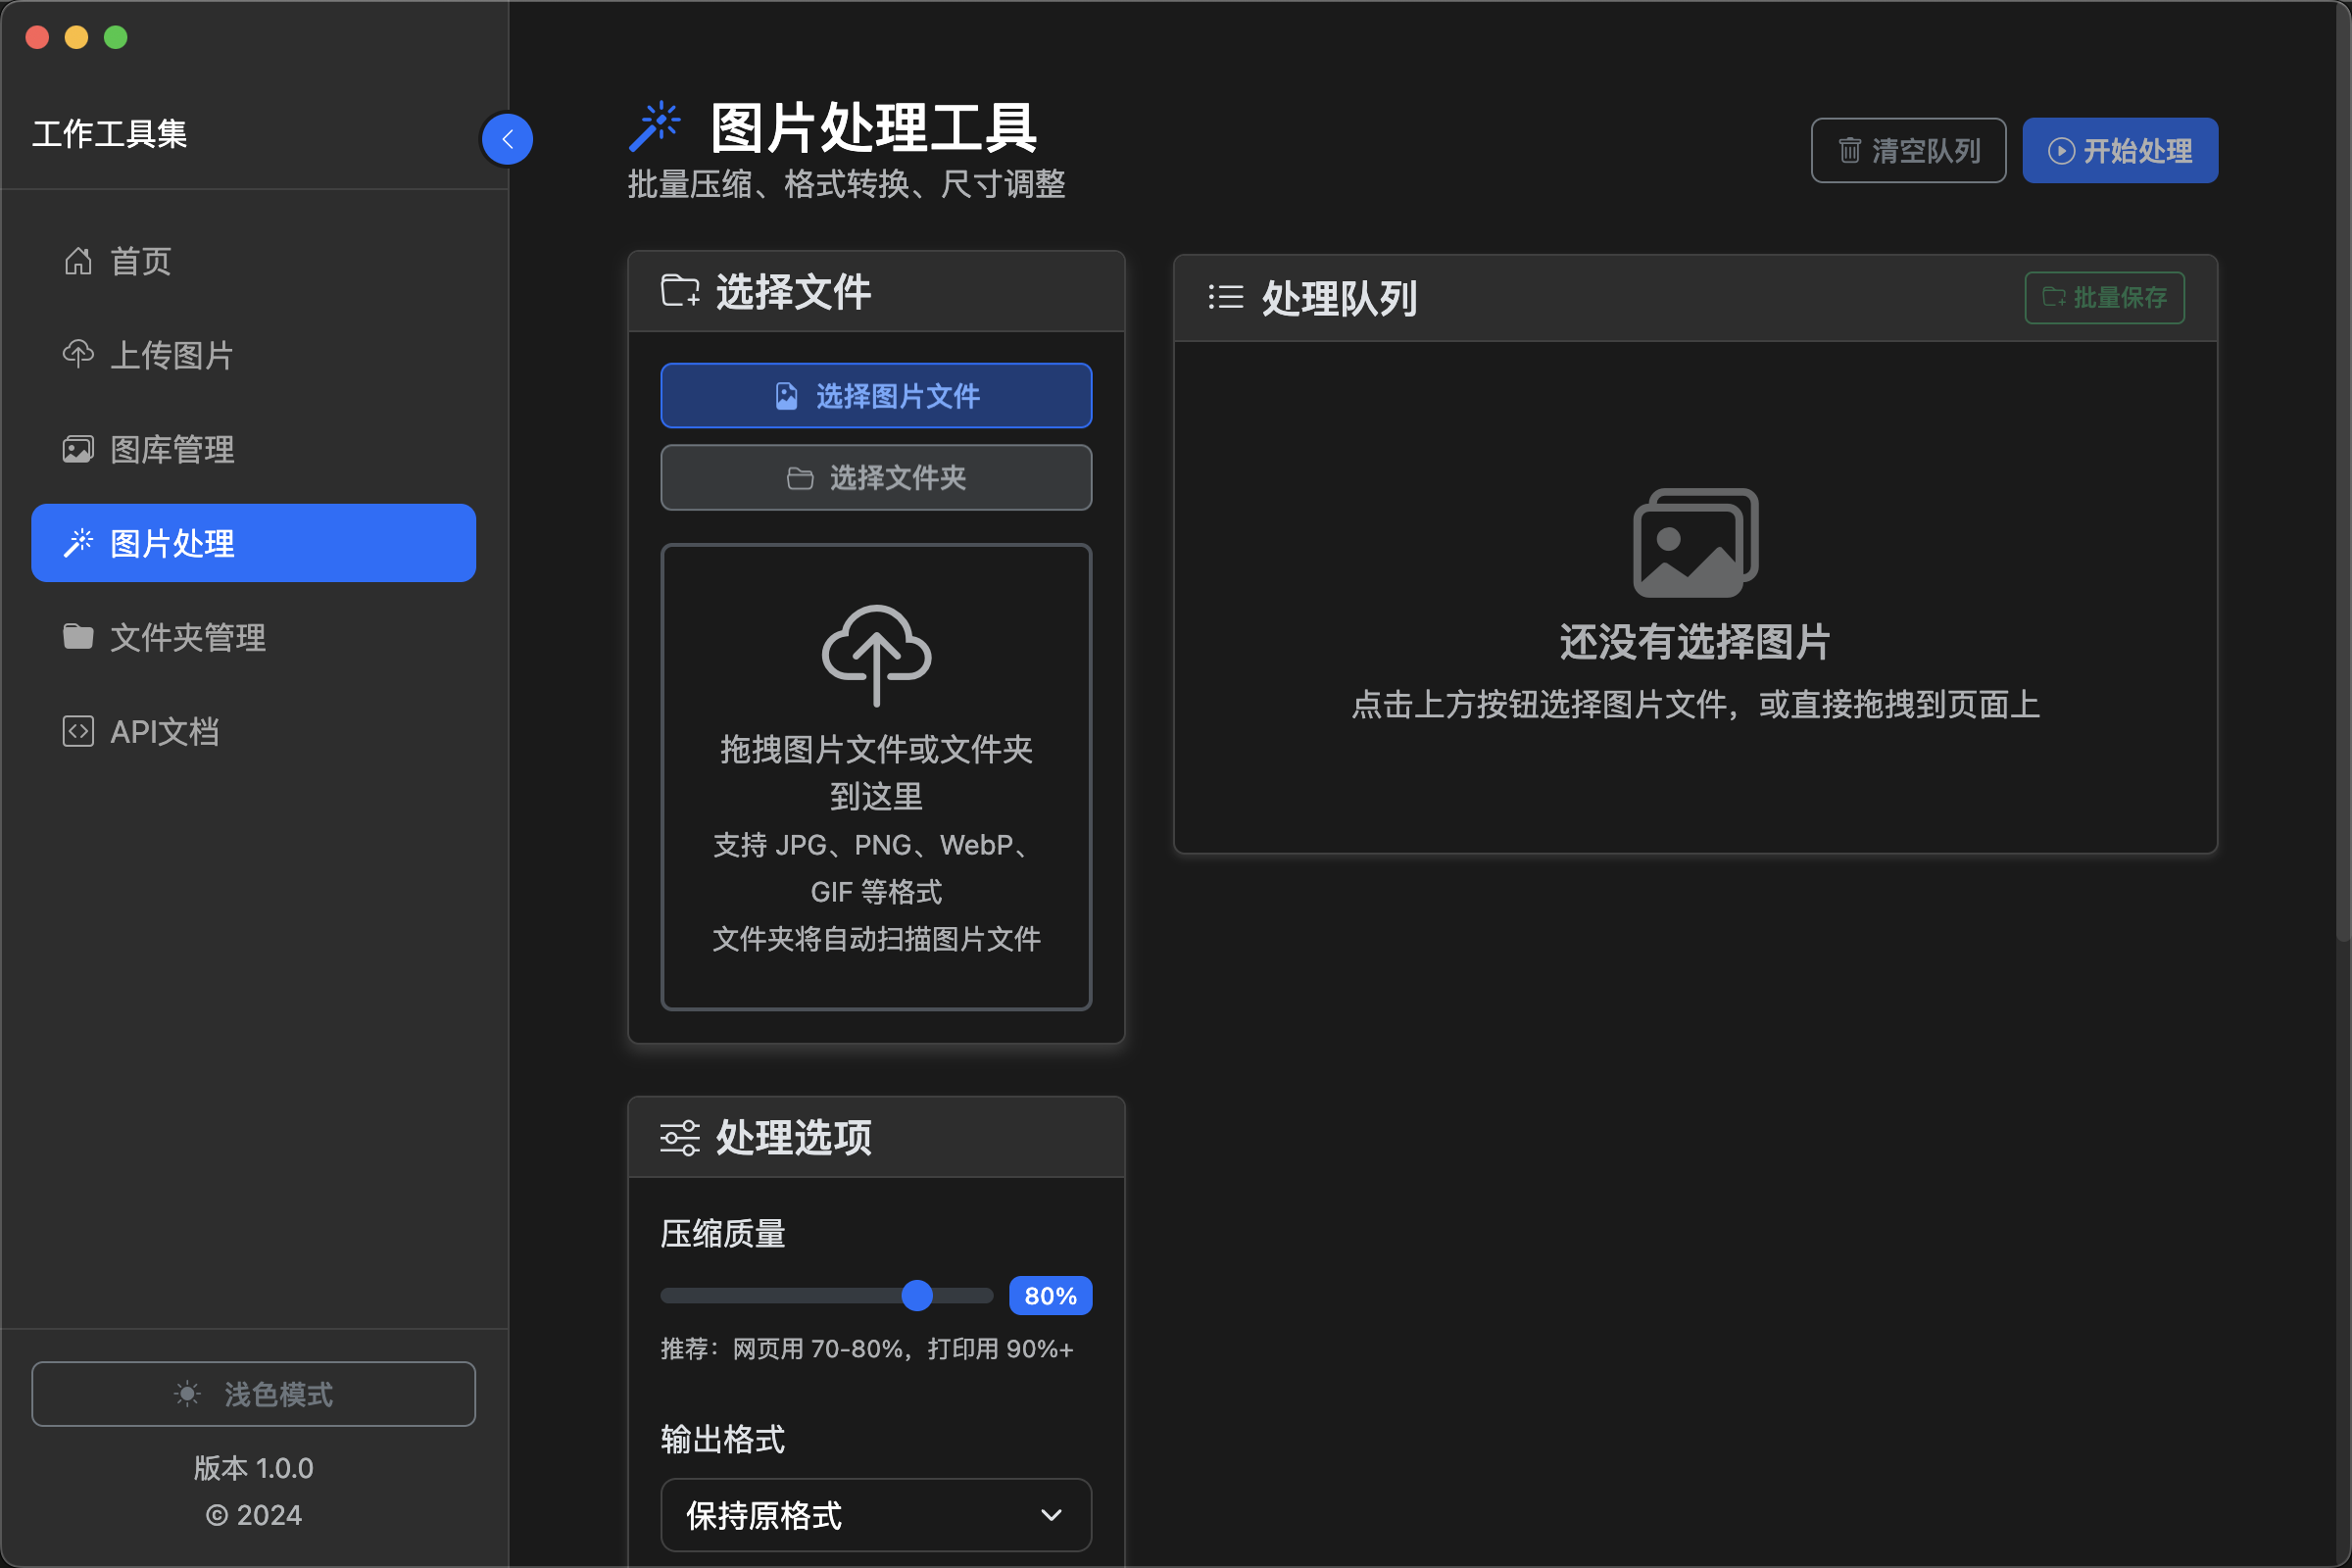 工作工具集
首页
上传图片
图库管理
图片处理
文件夹管理
API文档
浅色模式
版本 1.0.0
© 2024
图片处理工具
批量压缩、格式转换、尺寸调整
清空队列
开始处理
选择文件
选择图片文件
选择文件夹
拖拽图片文件或文件夹
到这里
支持 JPG、PNG、WebP、
GIF 等格式
文件夹将自动扫描图片文件
处理选项
压缩质量
80%
推荐：网页用 70-80%，打印用 90%+
输出格式
保持原格式
处理队列
批量保存
还没有选择图片
点击上方按钮选择图片文件，或直接拖拽到页面上